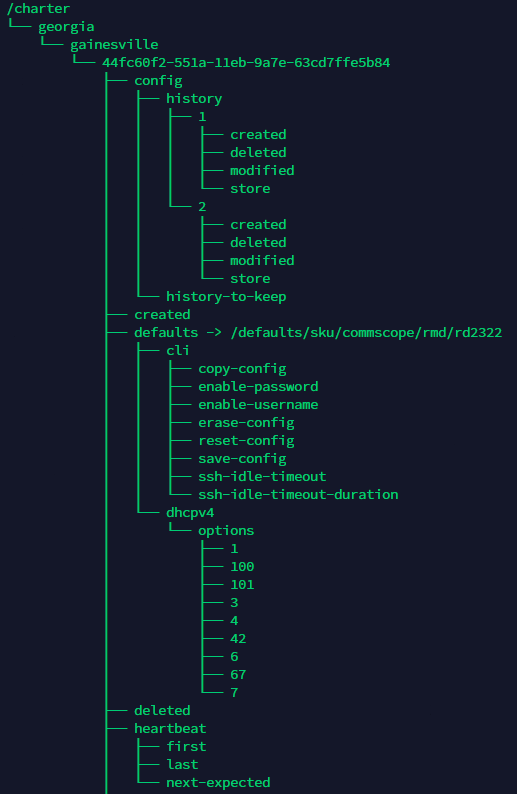 /charter
└── georgia
    └── gainesville
        └── 44fc60f2-551a-11eb-9a7e-63cd7ffe5b84
            ├── config
            │   ├── history
            │   │   ├── 1
            │   │   │   ├── created
            │   │   │   ├── deleted
            │   │   │   ├── modified
            │   │   │   └── store
            │   │   └── 2
            │   │       ├── created
            │   │       ├── deleted
            │   │       ├── modified
            │   │       └── store
            │   └── history-to-keep
            ├── created
            ├── defaults -> /defaults/sku/commscope/rmd/rd2322
            │   ├── cli
            │   │   ├── copy-config
            │   │   ├── enable-password
            │   │   ├── enable-username
            │   │   ├── erase-config
            │   │   ├── reset-config
            │   │   ├── save-config
            │   │   ├── ssh-idle-timeout
            │   │   └── ssh-idle-timeout-duration
            │   └── dhcpv4
            │       └── options
            │           ├── 1
            │           ├── 100
            │           ├── 101
            │           ├── 3
            │           ├── 4
            │           ├── 42
            │           ├── 6
            │           ├── 67
            │           └── 7
            ├── deleted
            ├── heartbeat
            │   ├── first
            │   ├── last
            │   └── next-expected